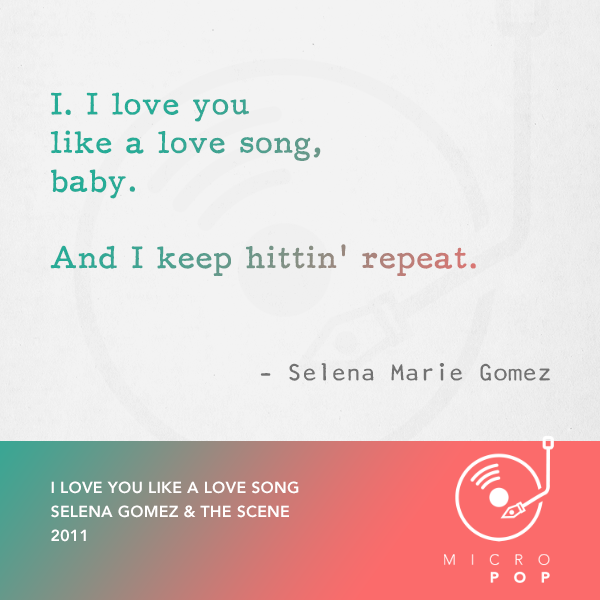 I. I love you
like a love song,
baby.
And I keep hittin' repeat.
- Selena Marie Gomez
I LOVE YOU LIKE A LOVE SONG
SELENA GOMEZ & THE SCENE
2011
MICRO
POP